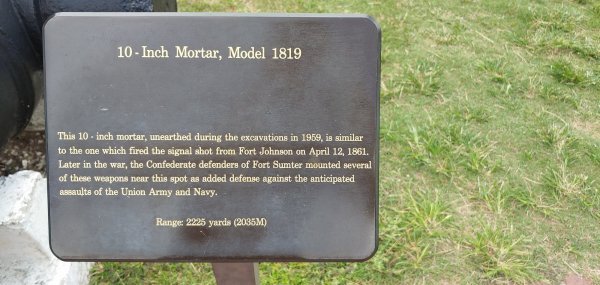 10 - Inch Mortar, Model 1819
This 10 - inch mortar, unearthed during the excavations in 1959, is similar
to the one which fired the signal shot from Fort Johnson on April 12, 1861.
Later in the war, the Confederate defenders of Fort Sumter mounted several
of these weapons near this spot as added defense against the anticipated
assaults of the Union Army and Navy.
Range: 2225 yards (2035M)